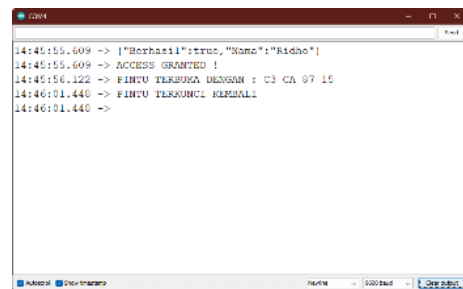 COM4
Send
14:45:55.609 -> {"Berhasil":true,"Nama":"Ridho"}
14:45:55.609 -> ACCESS GRANTED !
14:45:56.122 -> PINTU TERBUKA DENGAN : C3 CA 87 15
14:46:01.448 -> PINTU TERKUNCI KEMBALI
14:46:01.448 ->
Autoscroll Show timestamp Newline 9600 baud Clear output